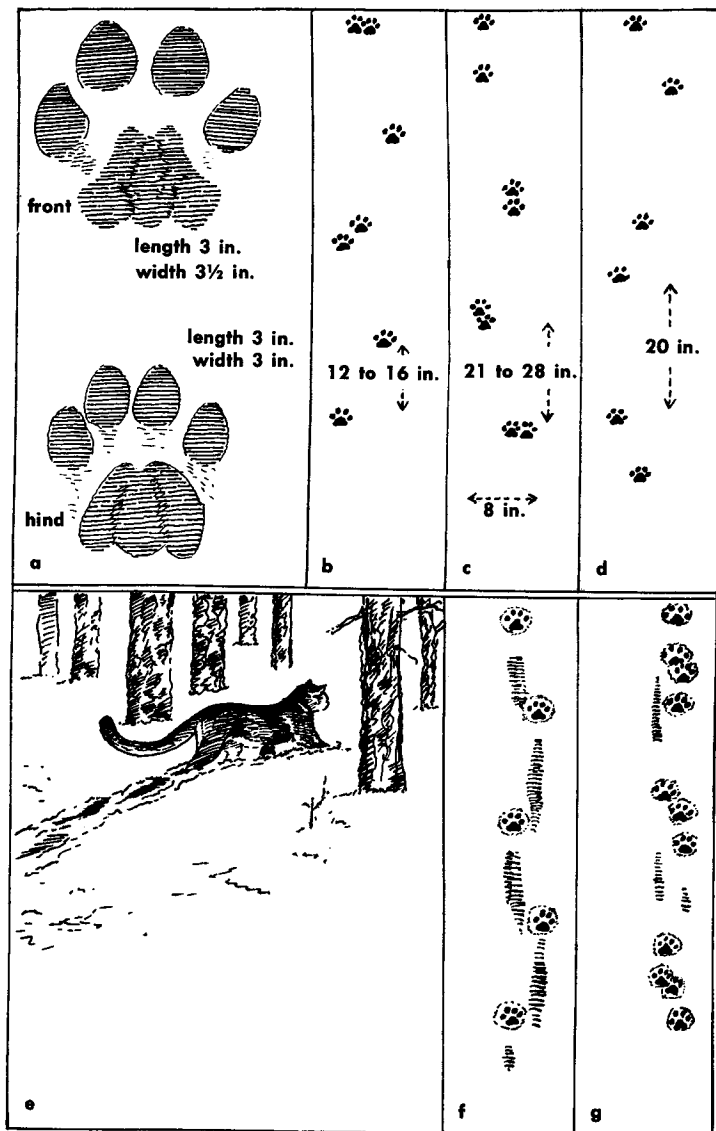 front
length 3 in.
width 3½ in.
length 3 in.
width 3 in.
hind
a
12 to 16 in.
b
21 to 28 in.
8 in.
c
20 in.
d
e
f
g